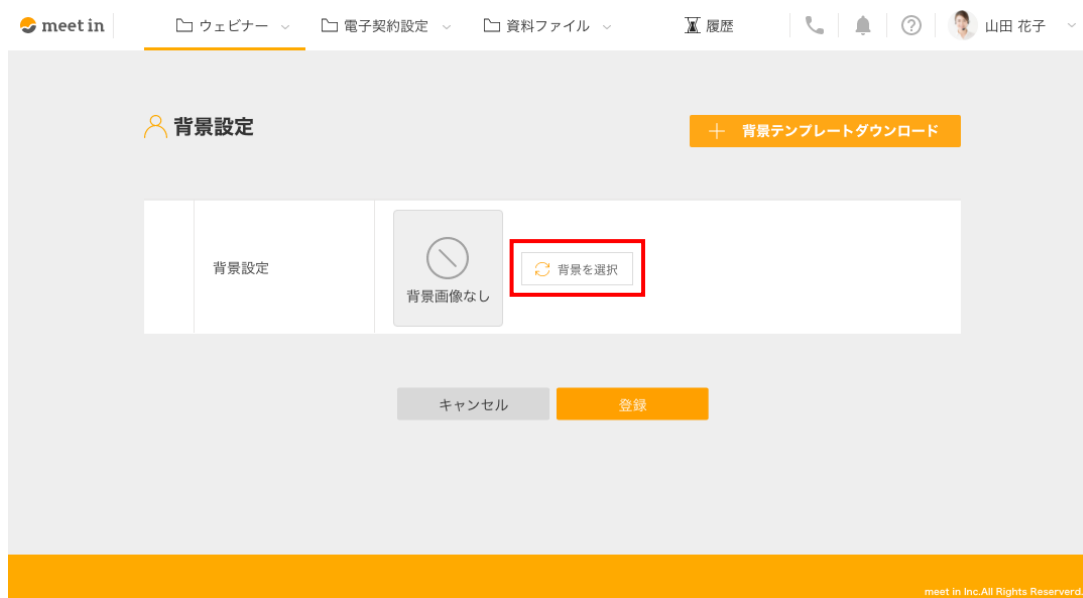 meet in
ウェビナー
電子契約設定
資料ファイル
履歴
山田 花子
背景設定
背景テンプレートダウンロード
背景設定
背景画像なし
背景を選択
キャンセル
登録
meet in Inc.All Rights Reserverd.